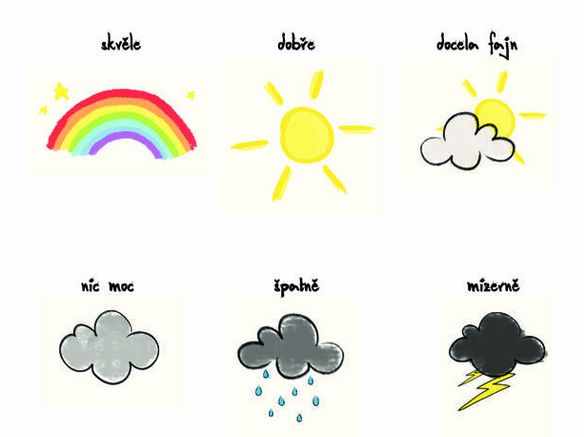 skvěle
dobře
docela fajn
nic moc
špatně
mizerně